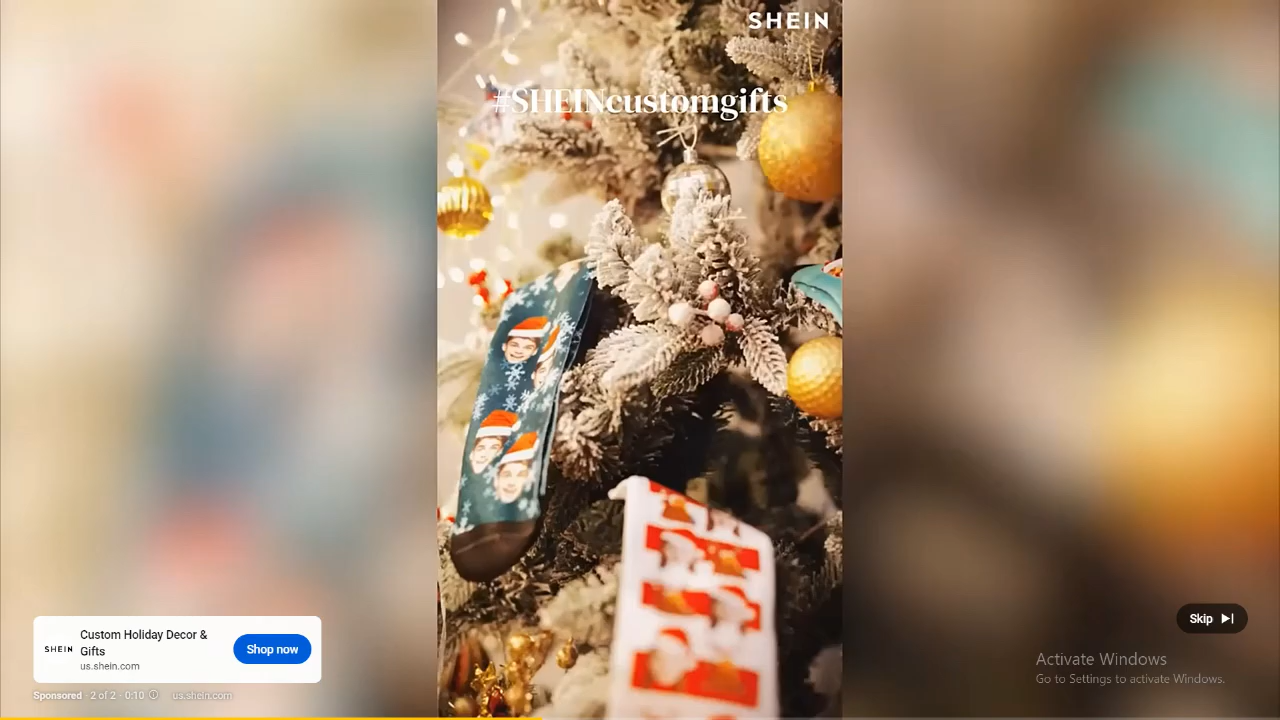 SHEIN
#SHEINcustomgifts
SHEIN
Custom Holiday Decor &
Gifts
us.shein.com
Shop now
Skip
Activate Windows
Go to Settings to activate Windows.
Sponsored · 2 of 2 · 0:10 us.shein.com